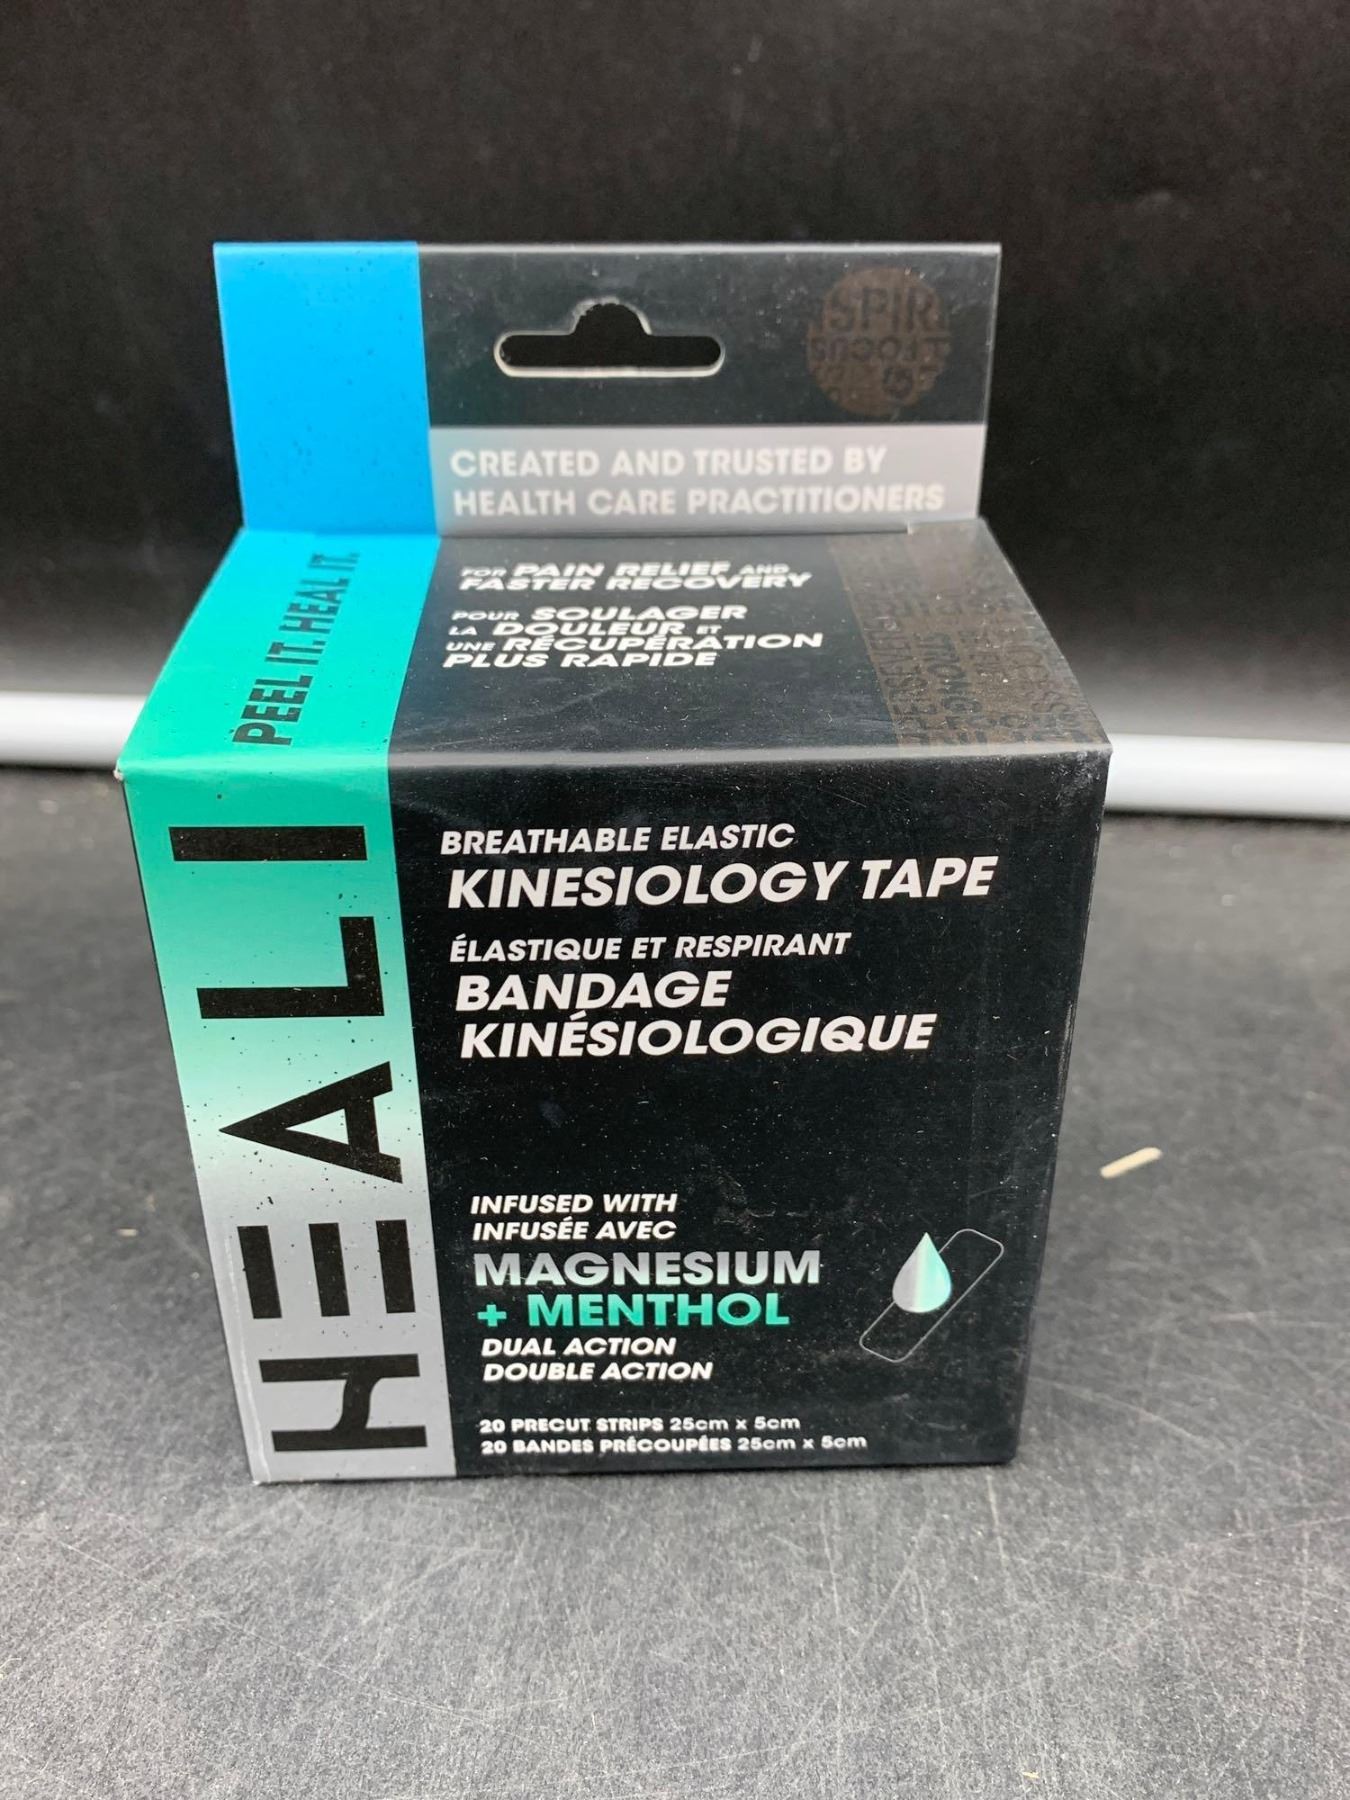 CREATED AND TRUSTED BY
HEALTH CARE PRACTITIONERS
PEEL IT. HEAL IT.
FOR PAIN RELIEF AND
FASTER RECOVERY
POUR SOULAGER
LA DOULEUR ET
UNE RÉCUPÉRATION
PLUS RAPIDE
HEALI
BREATHABLE ELASTIC
KINESIOLOGY TAPE
ÉLASTIQUE ET RESPIRANT
BANDAGE
KINÉSIOLOGIQUE
INFUSED WITH
INFUSÉE AVEC
MAGNESIUM
+ MENTHOL
DUAL ACTION
DOUBLE ACTION
20 PRECUT STRIPS 25cm x 5cm
20 BANDES PRÉCOUPÉES 25cm x 5cm